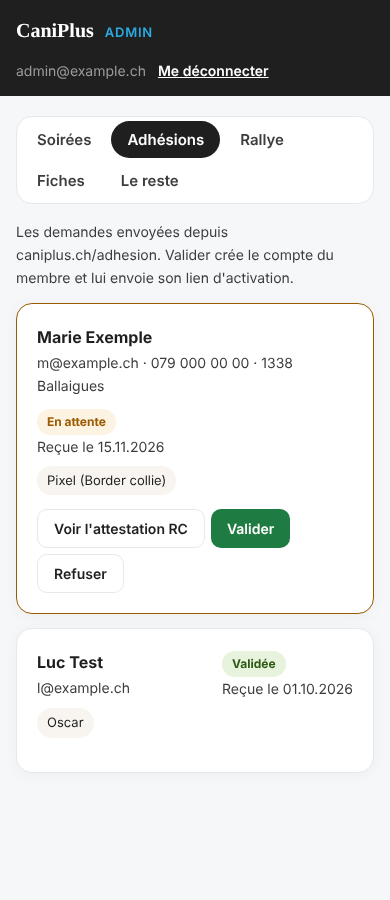 CaniPlus ADMIN
admin@example.ch Me déconnecter
Soirées Adhésions Rallye
Fiches Le reste
Les demandes envoyées depuis
caniplus.ch/adhesion. Valider crée le compte du
membre et lui envoie son lien d'activation.
Marie Exemple
m@example.ch · 079 000 00 00 · 1338
Ballaigues
En attente
Reçue le 15.11.2026
Pixel (Border collie)
Voir l'attestation RC Valider
Refuser
Luc Test
l@example.ch
Validée
Reçue le 01.10.2026
Oscar